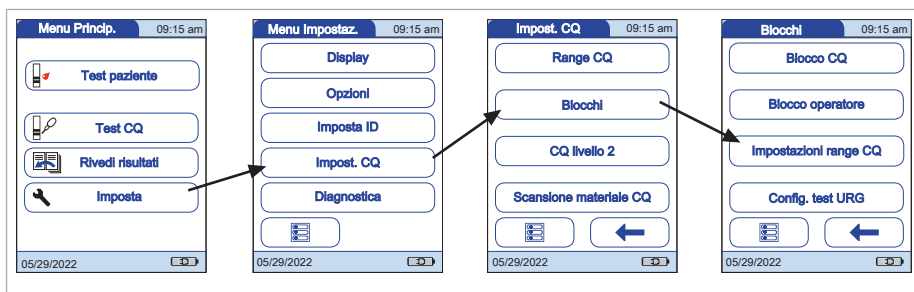 Menu Princip. 09:15 am
Test paziente
Test CQ
Rivedi risultati
Imposta
05/29/2022
Menu Impostaz. 09:15 am
Display
Opzioni
Imposta ID
Impost. CQ
Diagnostica
05/29/2022
Impost. CQ 09:15 am
Range CQ
Blocchi
CQ livello 2
Scansione materiale CQ
05/29/2022
Blocchi 09:15 am
Blocco CQ
Blocco operatore
Impostazioni range CQ
Config. test URG
05/29/2022